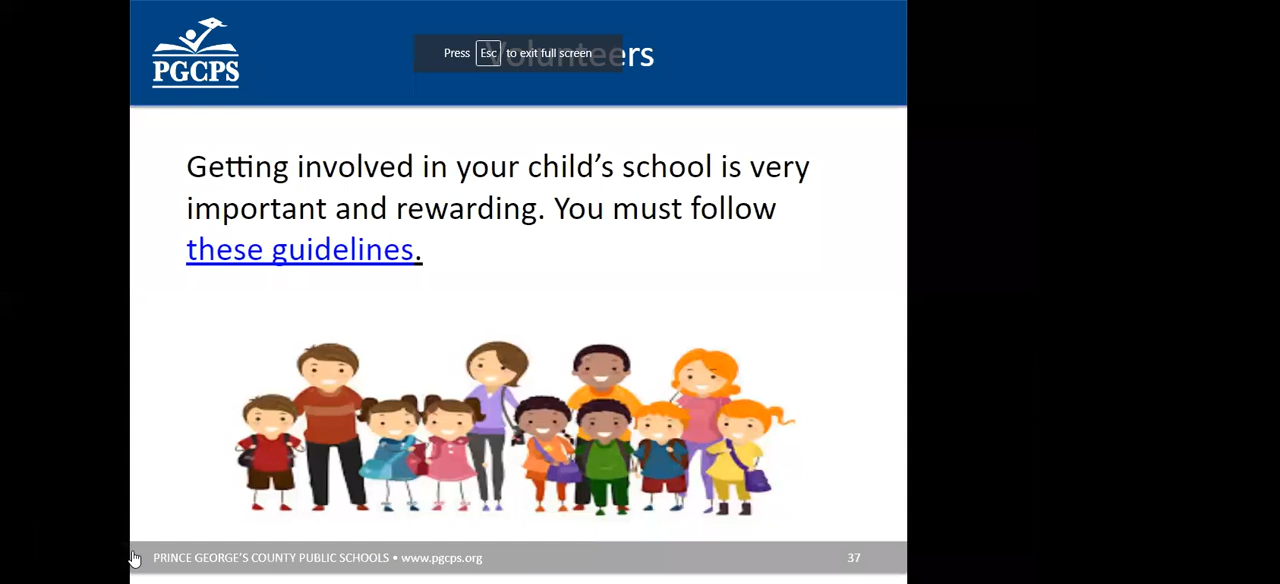 PGCPS
Volunteers
Press Esc to exit full screen
Getting involved in your child's school is very
important and rewarding. You must follow
these guidelines.
PRINCE GEORGE'S COUNTY PUBLIC SCHOOLS • www.pgcps.org
37